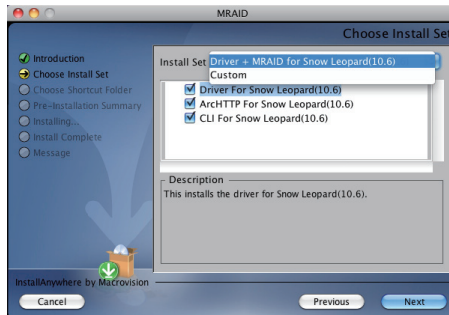 MRAID
Choose Install Set
Introduction
Choose Install Set
Choose Shortcut Folder
Pre-Installation Summary
Installing...
Install Complete
Message
Install Set
Driver + MRAID for Snow Leopard(10.6)
Custom
Driver For Snow Leopard(10.6)
ArcHTTP For Snow Leopard(10.6)
CLI For Snow Leopard(10.6)
Description
This installs the driver for Snow Leopard(10.6).
InstallAnywhere by Macrovision
Cancel
Previous
Next